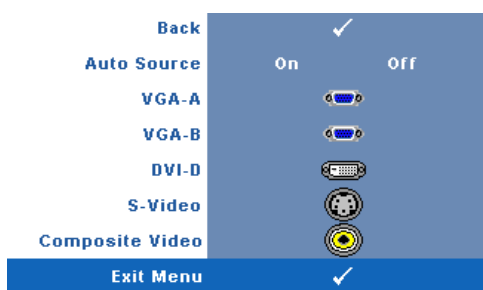 Back
Auto Source On Off
VGA-A
VGA-B
DVI-D
S-Video
Composite Video
Exit Menu